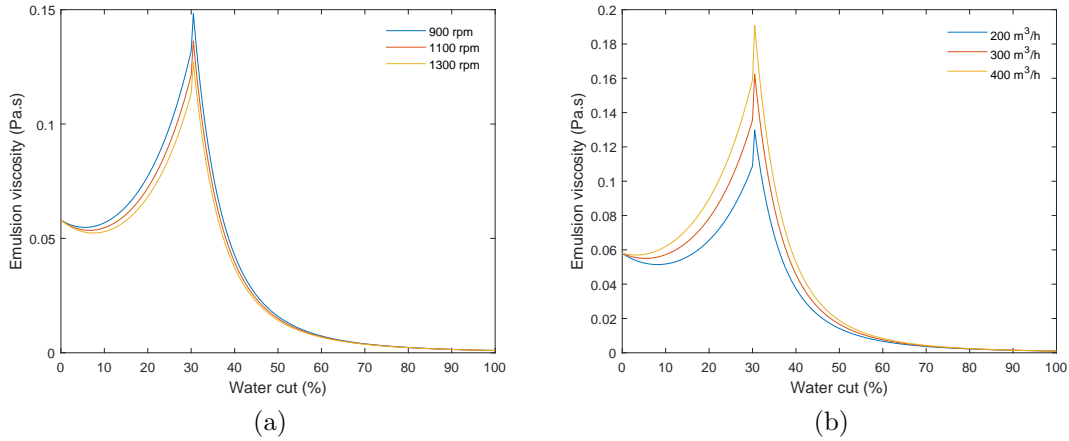 0.15
0.1
0.05
0
Emulsion viscosity (Pa.s)
900 rpm
1100 rpm
1300 rpm
0 10 20 30 40 50 60 70 80 90 100
Water cut (%)
(a)
0.2
0.18
0.16
0.14
0.12
0.1
0.08
0.06
0.04
0.02
0
Emulsion viscosity (Pa.s)
200 m³/h
300 m³/h
400 m³/h
0 10 20 30 40 50 60 70 80 90 100
Water cut (%)
(b)